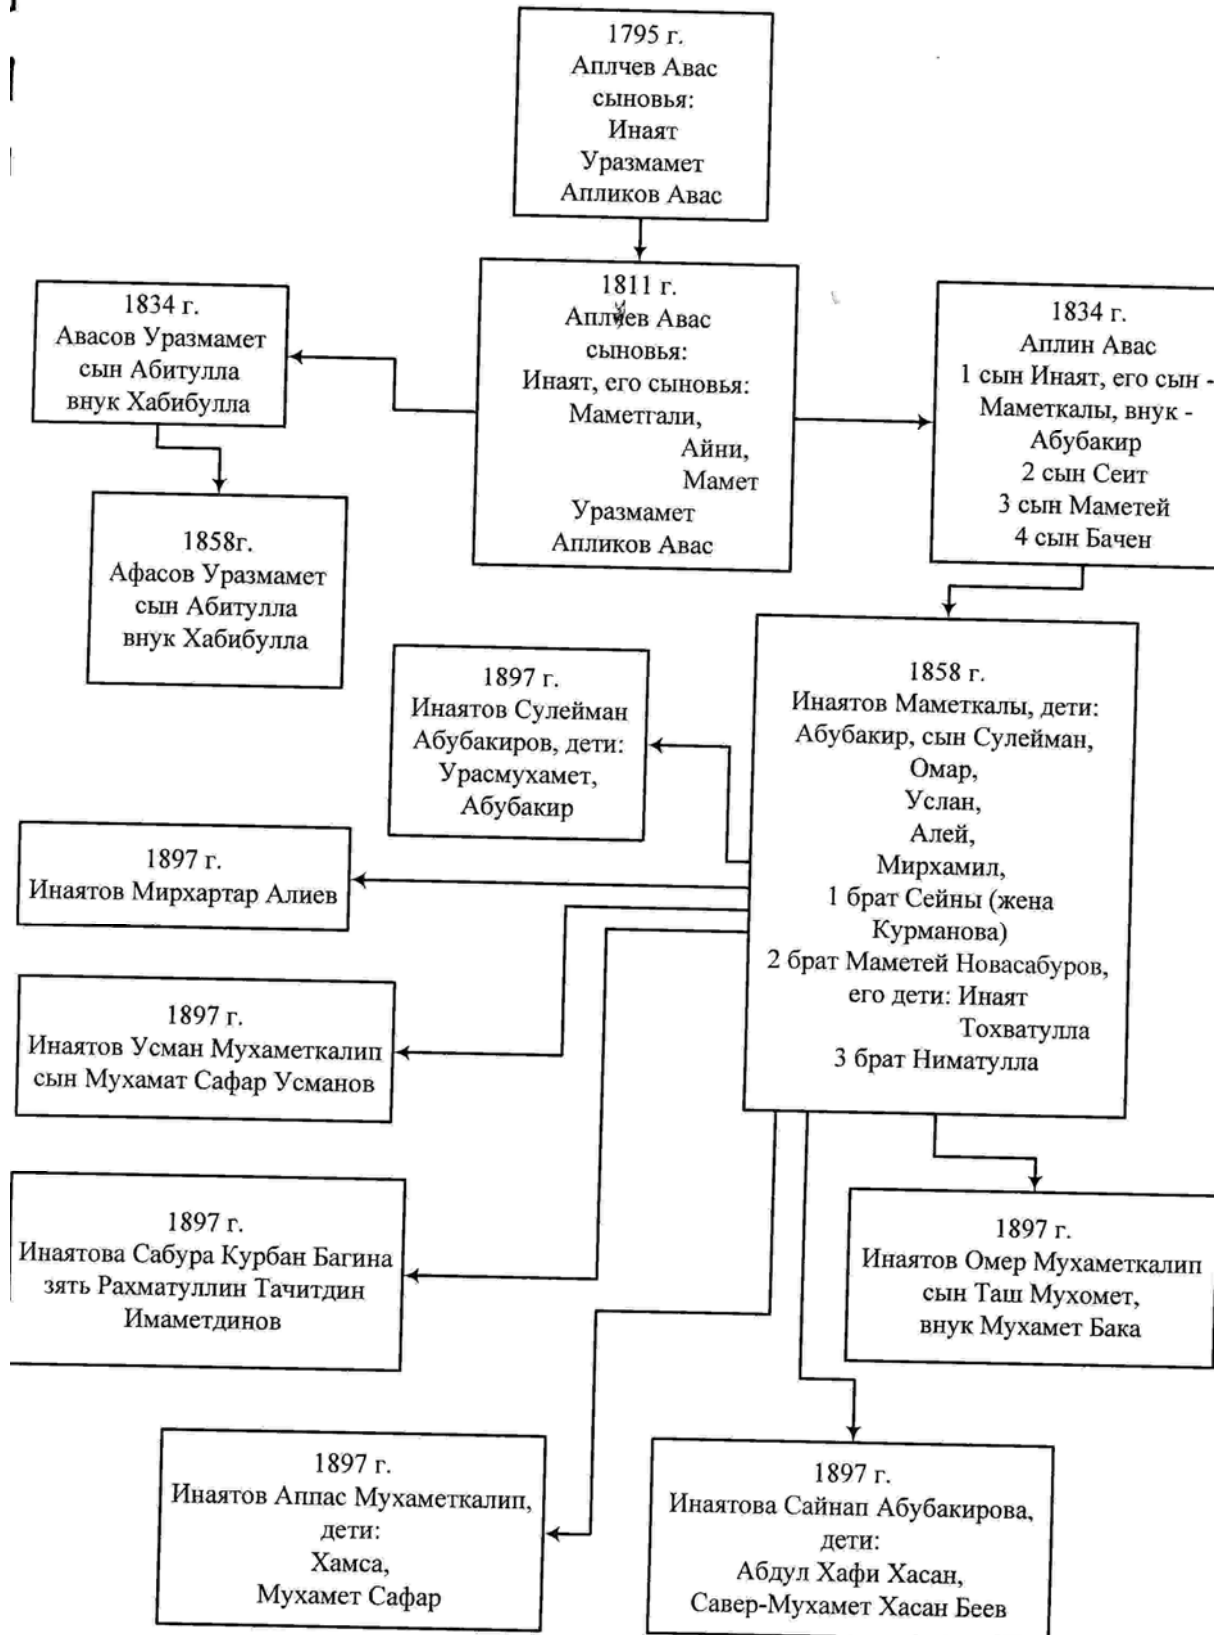 1795 г.
Аплчев Авас
сыновья:
Инаят
Уразмамет
Апликов Авас
1834 г.
Авасов Уразмамет
сын Абитулла
внук Хабибулла
1811 г.
Аплчев Авас
сыновья:
Инаят, его сыновья:
Маметгали,
Айни,
Мамет
Уразмамет
Апликов Авас
1834 г.
Аплин Авас
1 сын Инаят, его сын -
Маметкалы, внук -
Абубакир
2 сын Сеит
3 сын Маметей
4 сын Бачен
1858г.
Афасов Уразмамет
сын Абитулла
внук Хабибулла
1897 г.
Инаятов Сулейман
Абубакиров, дети:
Урасмухамет,
Абубакир
1858 г.
Инаятов Маметкалы, дети:
Абубакир, сын Сулейман,
Омар,
Услан,
Алей,
Мирхамил,
1 брат Сейны (жена
Курманова)
2 брат Маметей Новасабуров,
его дети: Инаят
Тохватулла
3 брат Ниматулла
1897 г.
Инаятов Мирхартар Алиев
1897 г.
Инаятов Усман Мухаметкалип
сын Мухамат Сафар Усманов
1897 г.
Инаятова Сабура Курбан Багина
зять Рахматуллин Тачитдин
Имаметдинов
1897 г.
Инаятов Омер Мухаметкалип
сын Таш Мухомет,
внук Мухамет Бака
1897 г.
Инаятов Аппас Мухаметкалип,
дети:
Хамса,
Мухамет Сафар
1897 г.
Инаятова Сайнап Абубакирова,
дети:
Абдул Хафи Хасан,
Савер-Мухамет Хасан Беев